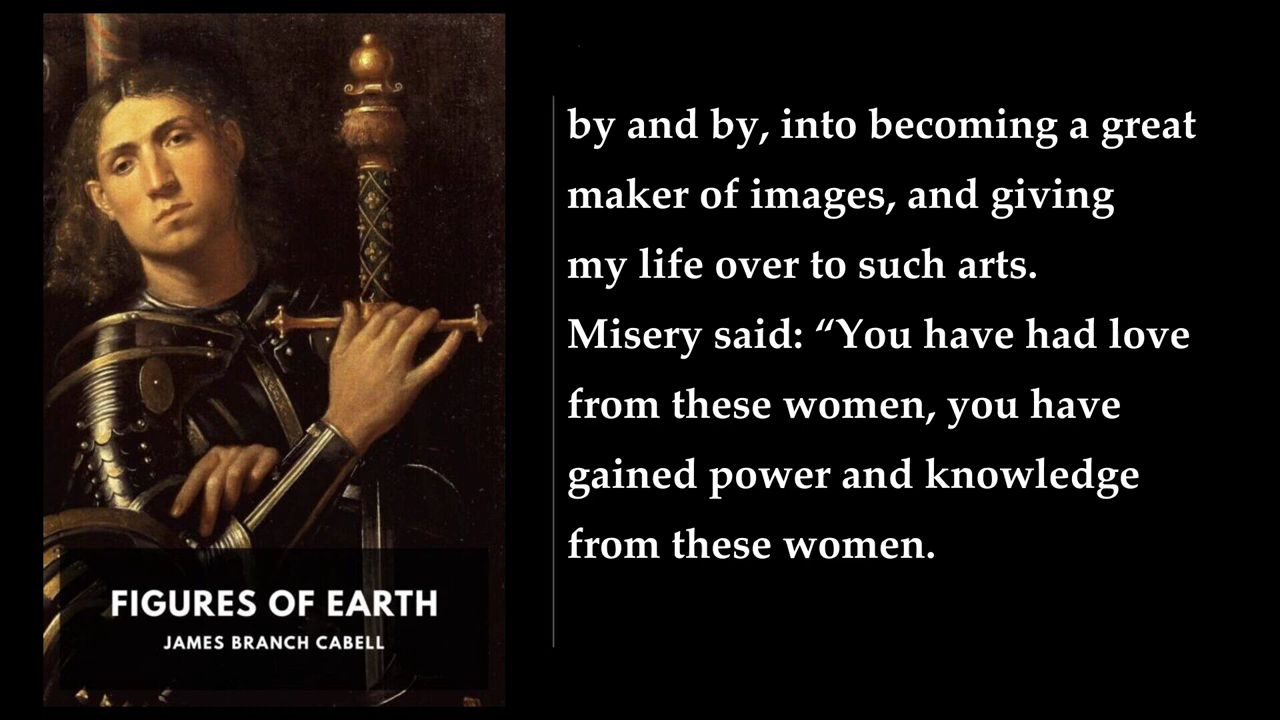 FIGURES OF EARTH
JAMES BRANCH CABELL
by and by, into becoming a great
maker of images, and giving
my life over to such arts.
Misery said: “You have had love
from these women, you have
gained power and knowledge
from these women.